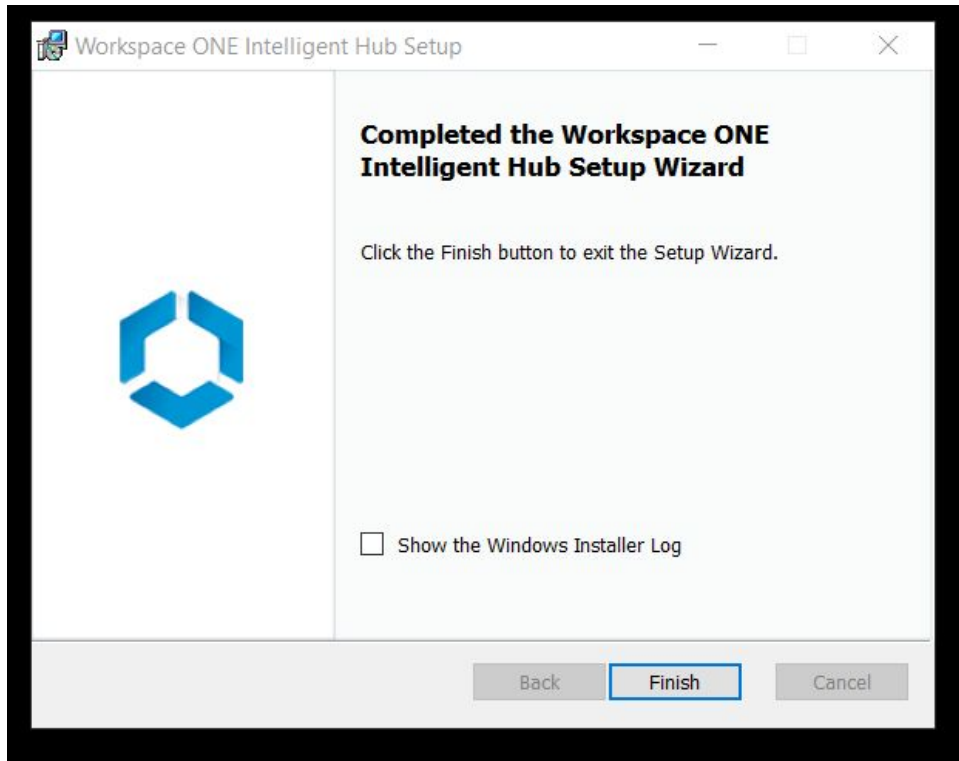 Workspace ONE Intelligent Hub Setup
Completed the Workspace ONE
Intelligent Hub Setup Wizard
Click the Finish button to exit the Setup Wizard.
Show the Windows Installer Log
Back Finish Cancel